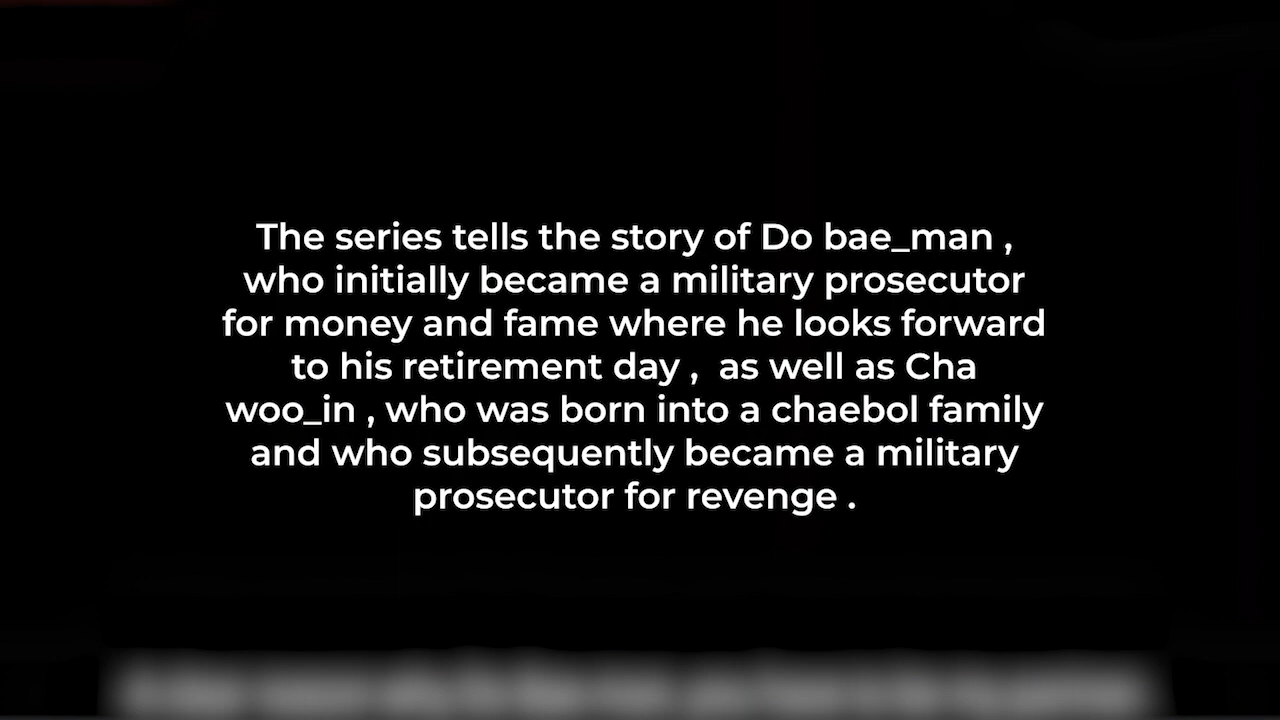 The series tells the story of Do bae_man ,
who initially became a military prosecutor
for money and fame where he looks forward
to his retirement day ,  as well as Cha
woo_in , who was born into a chaebol family
and who subsequently became a military
prosecutor for revenge .